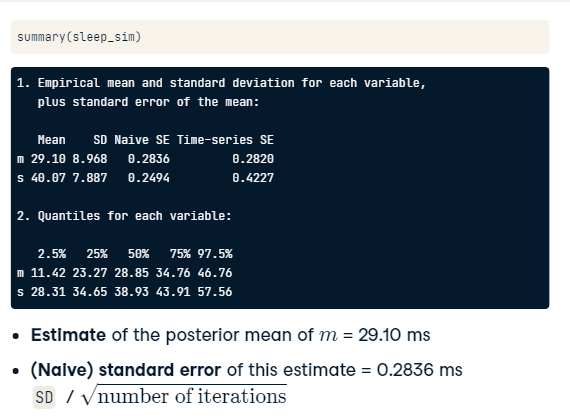 summary(sleep_sim)
1. Empirical mean and standard deviation for each variable,
plus standard error of the mean:
Mean SD Naive SE Time-series SE
m 29.10 8.968 0.2836 0.2820
s 40.07 7.887 0.2494 0.4227
2. Quantiles for each variable:
2.5% 25% 50% 75% 97.5%
m 11.42 23.27 28.85 34.76 46.76
s 28.31 34.65 38.93 43.91 57.56
• Estimate of the posterior mean of m = 29.10 ms
• (Naive) standard error of this estimate = 0.2836 ms
SD / √number of iterations